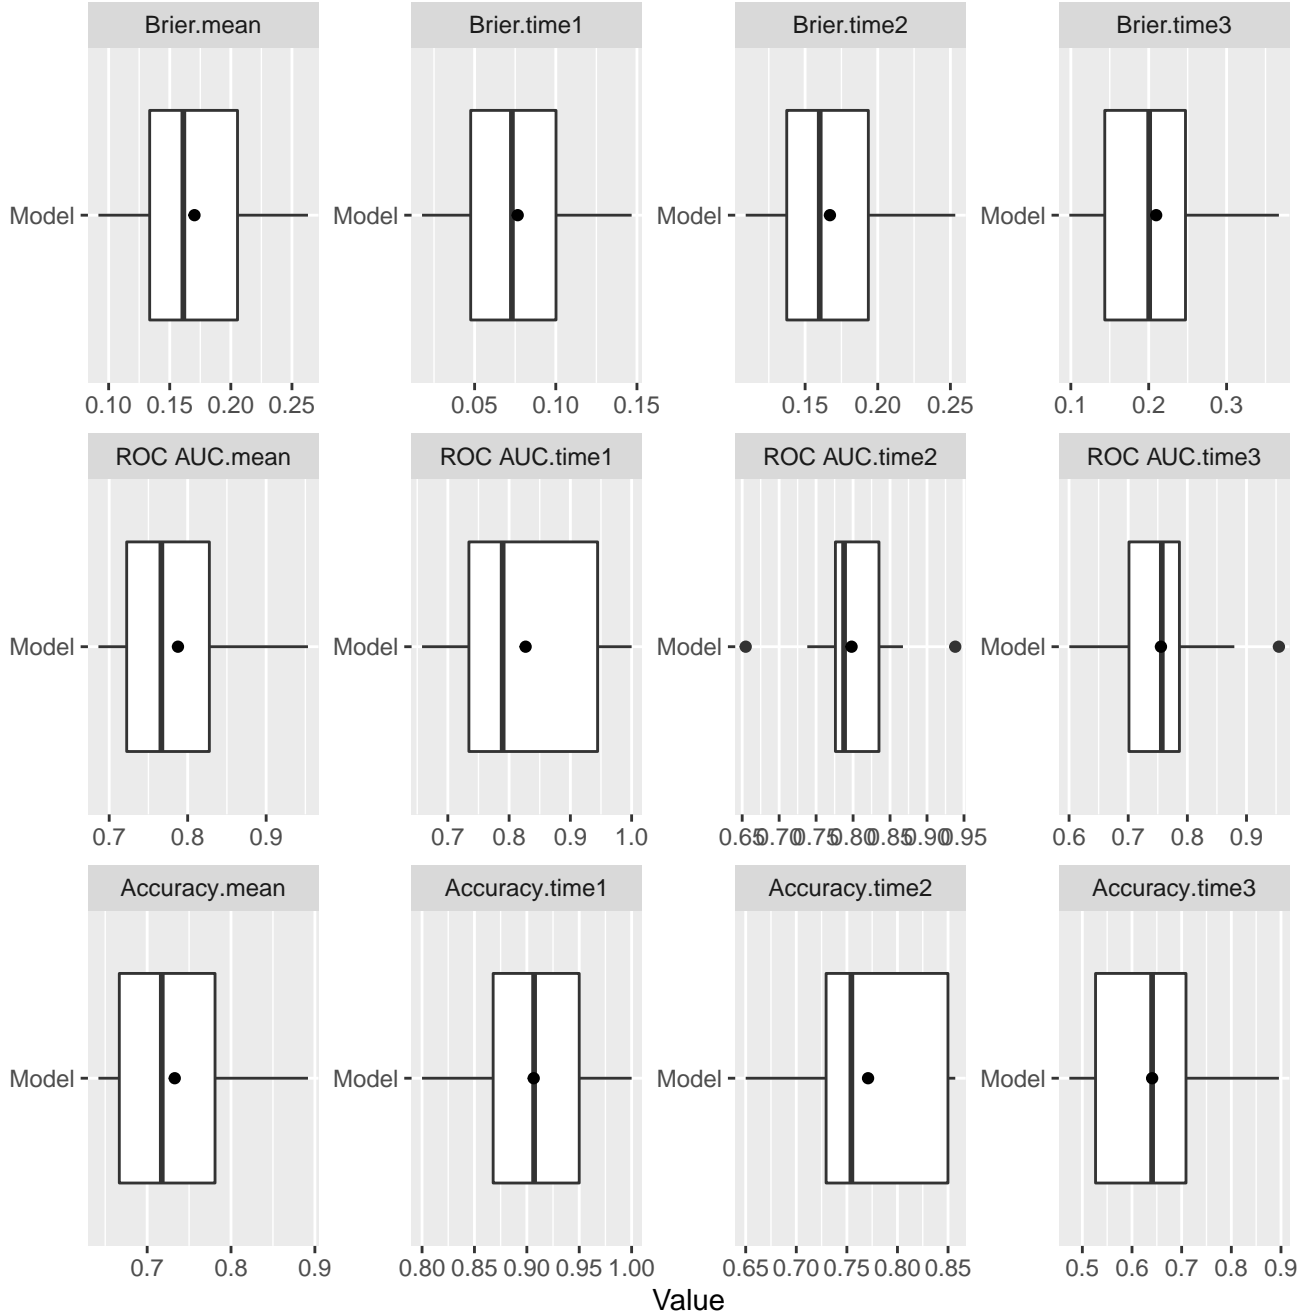 Brier.mean Brier.time1 Brier.time2 Brier.time3
Model Model Model Model
0.10 0.15 0.20 0.25 0.05 0.10 0.15 0.15 0.20 0.25 0.1 0.2 0.3
ROC AUC.mean ROC AUC.time1 ROC AUC.time2 ROC AUC.time3
Model Model Model Model
0.7 0.8 0.9 0.7 0.8 0.9 1.0 0.65 0.70 0.75 0.80 0.85 0.90 0.95 0.6 0.7 0.8 0.9
Accuracy.mean Accuracy.time1 Accuracy.time2 Accuracy.time3
Model Model Model Model
0.7 0.8 0.9 0.80 0.85 0.90 0.95 1.00 0.65 0.70 0.75 0.80 0.85 0.5 0.6 0.7 0.8 0.9
Value